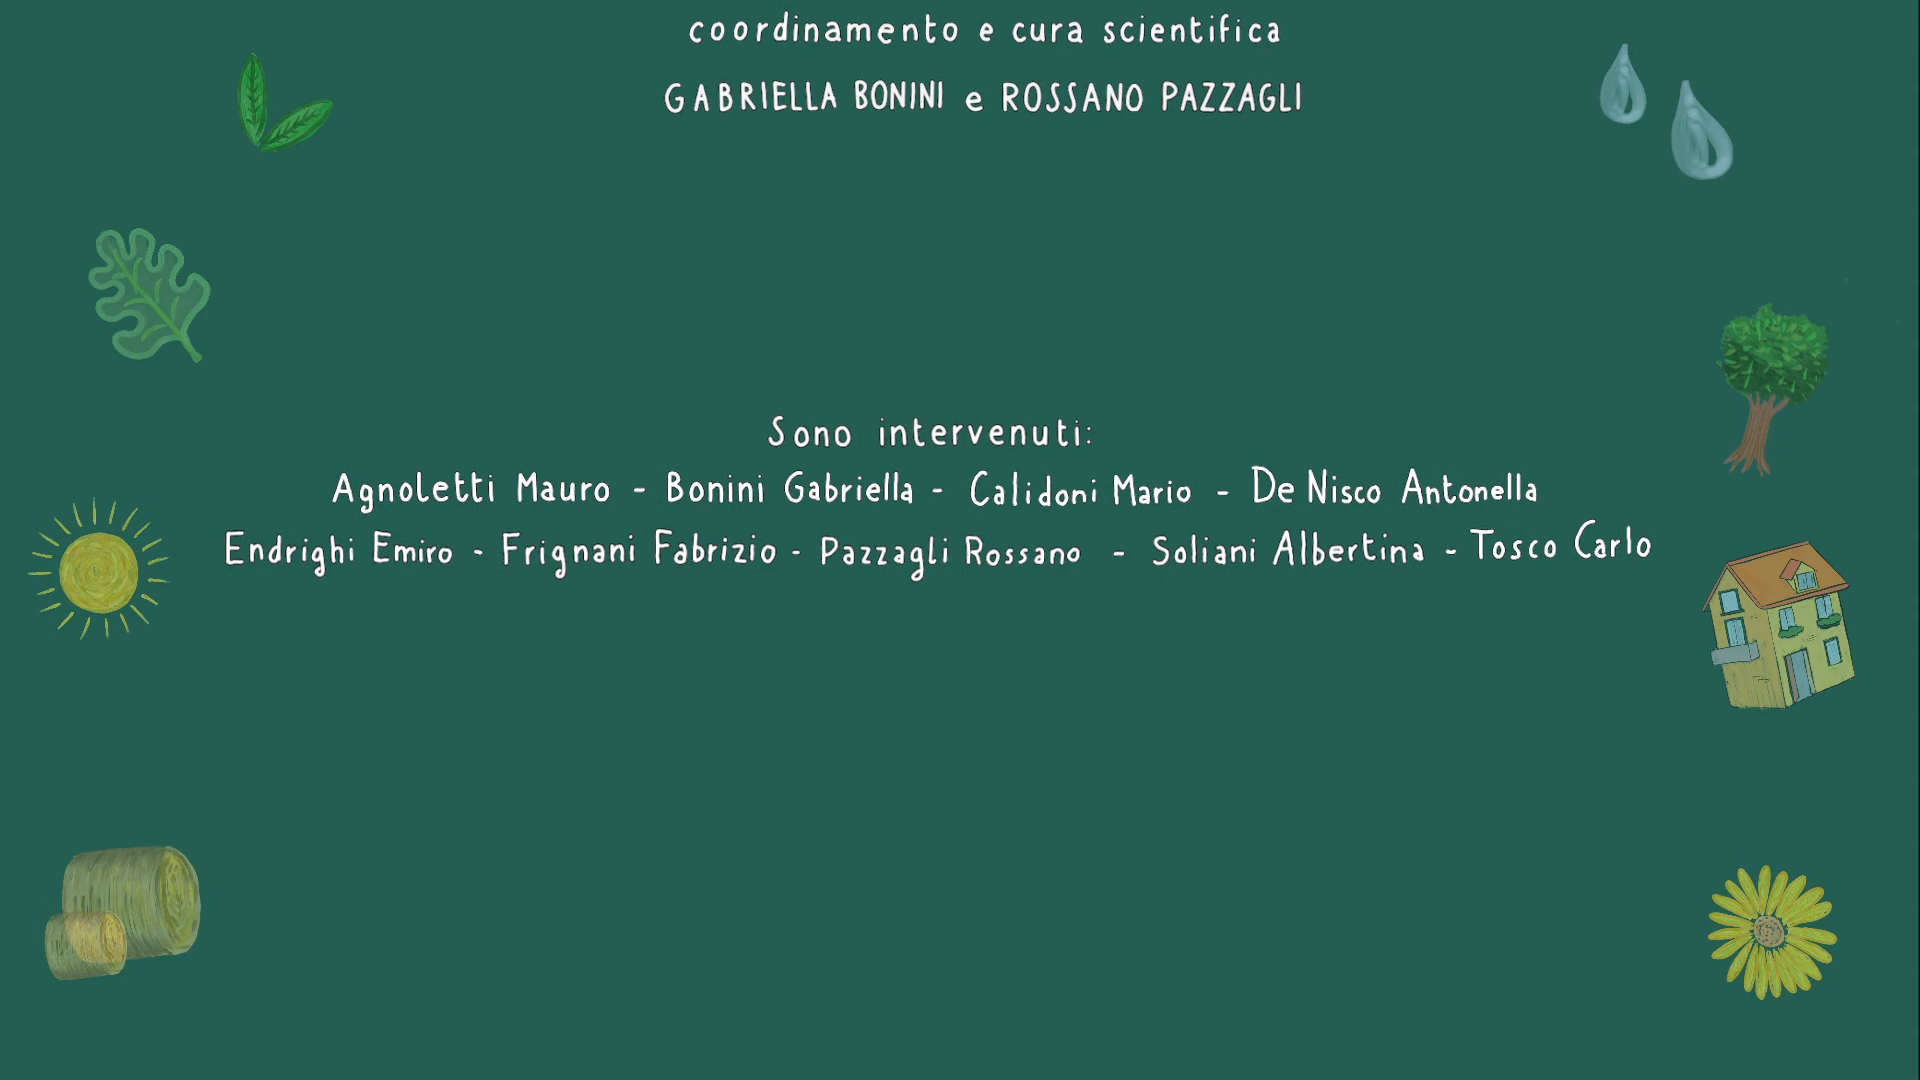 coordinamento e cura scientifica
GABRIELLA BONINI e ROSSANO PAZZAGLI
Sono intervenuti:
Agnoletti Mauro - Bonini Gabriella - Calidoni Mario - De Nisco Antonella
Endrighi Emiro - Frignani Fabrizio - Pazzagli Rossano - Soliani Albertina - Tosco Carlo